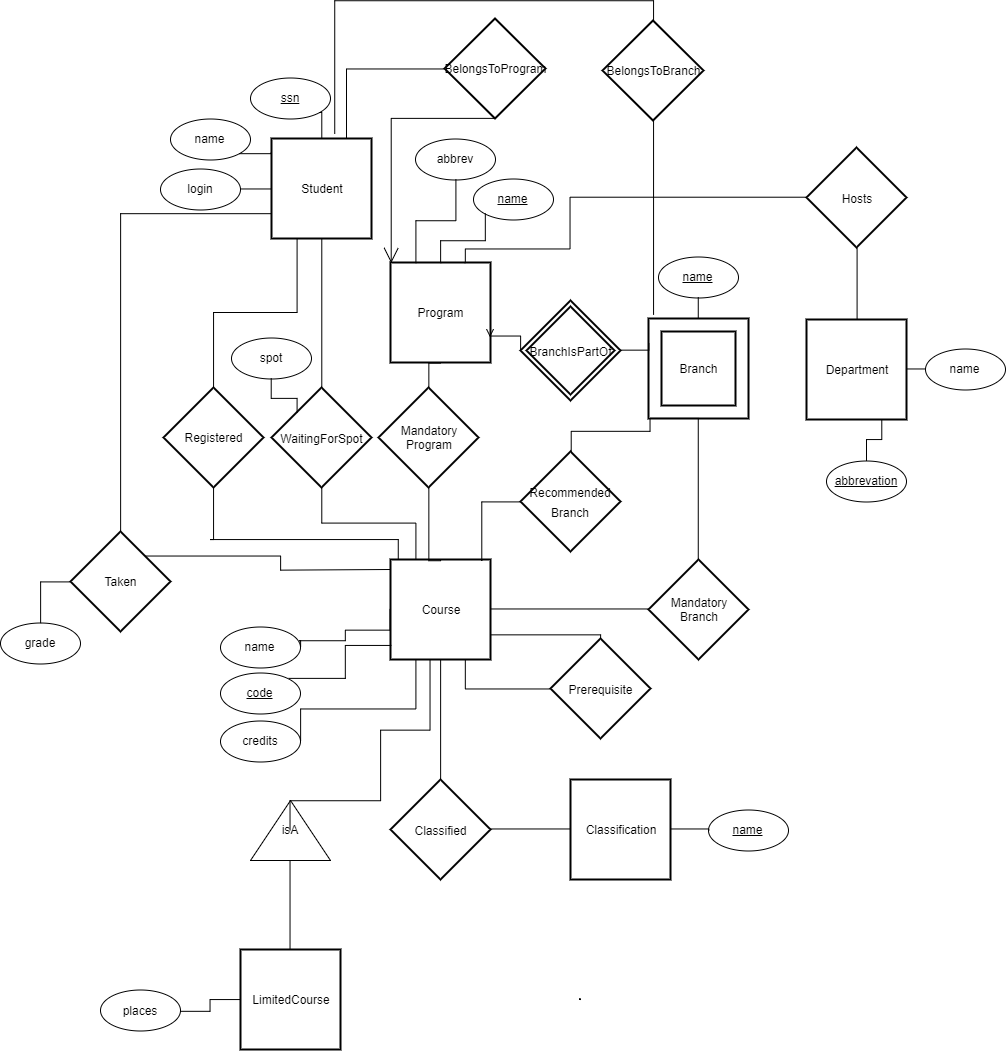 BelongsToProgram
BelongsToBranch
ssn
name
abbrev
login
Student
name
Hosts
name
Program
BranchIsPartOf
Branch
Department
name
spot
Registered
WaitingForSpot
Mandatory
Program
abbrevation
Recommended
Branch
Taken
Course
Mandatory
Branch
grade
name
code
credits
Prerequisite
isA
Classified
Classification
name
LimitedCourse
places